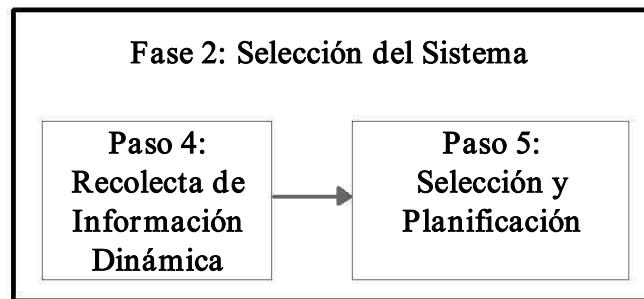 Fase 2: Selección del Sistema
Paso 4:
Recolecta de
Información
Dinámica
Paso 5:
Selección y
Planificación